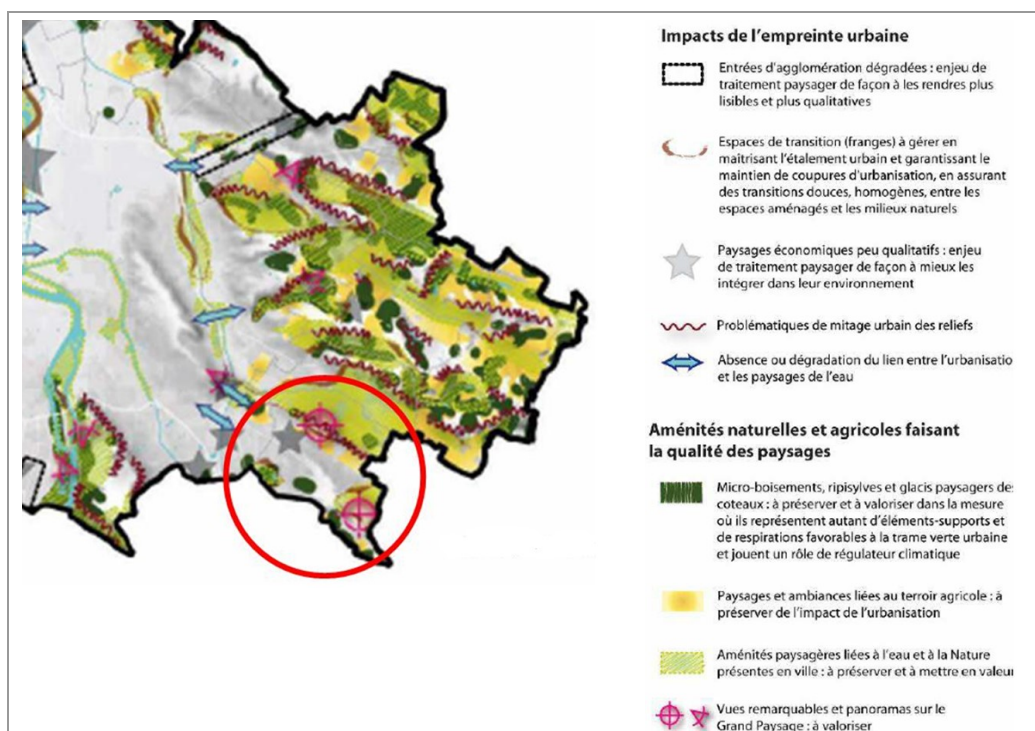 Impacts de l'empreinte urbaine
Entrées d'agglomération dégradées : enjeu de
traitement paysager de façon à les rendres plus
lisibles et plus qualitatives
Espaces de transition (franges) à gérer en
maîtrisant l'étalement urbain et garantissant le
maintien de coupures d'urbanisation, en assurant
des transitions douces, homogènes, entre les
espaces aménagés et les milieux naturels
Paysages économiques peu qualitatifs : enjeu
de traitement paysager de façon à mieux les
intégrer dans leur environnement
Problématiques de mitage urbain des reliefs
Absence ou dégradation du lien entre l'urbanisatio
et les paysages de l'eau
Aménités naturelles et agricoles faisant
la qualité des paysages
Micro-boisements, ripisylves et glacis paysagers des
coteaux : à préserver et à valoriser dans la mesure
où ils représentent autant d'éléments-supports et
de respirations favorables à la trame verte urbaine
et jouent un rôle de régulateur climatique
Paysages et ambiances liées au terroir agricole : à
préserver de l'impact de l'urbanisation
Aménités paysagères liées à l'eau et à la Nature
présentes en ville : à préserver et à mettre en valeur
Vues remarquables et panoramas sur le
Grand Paysage : à valoriser